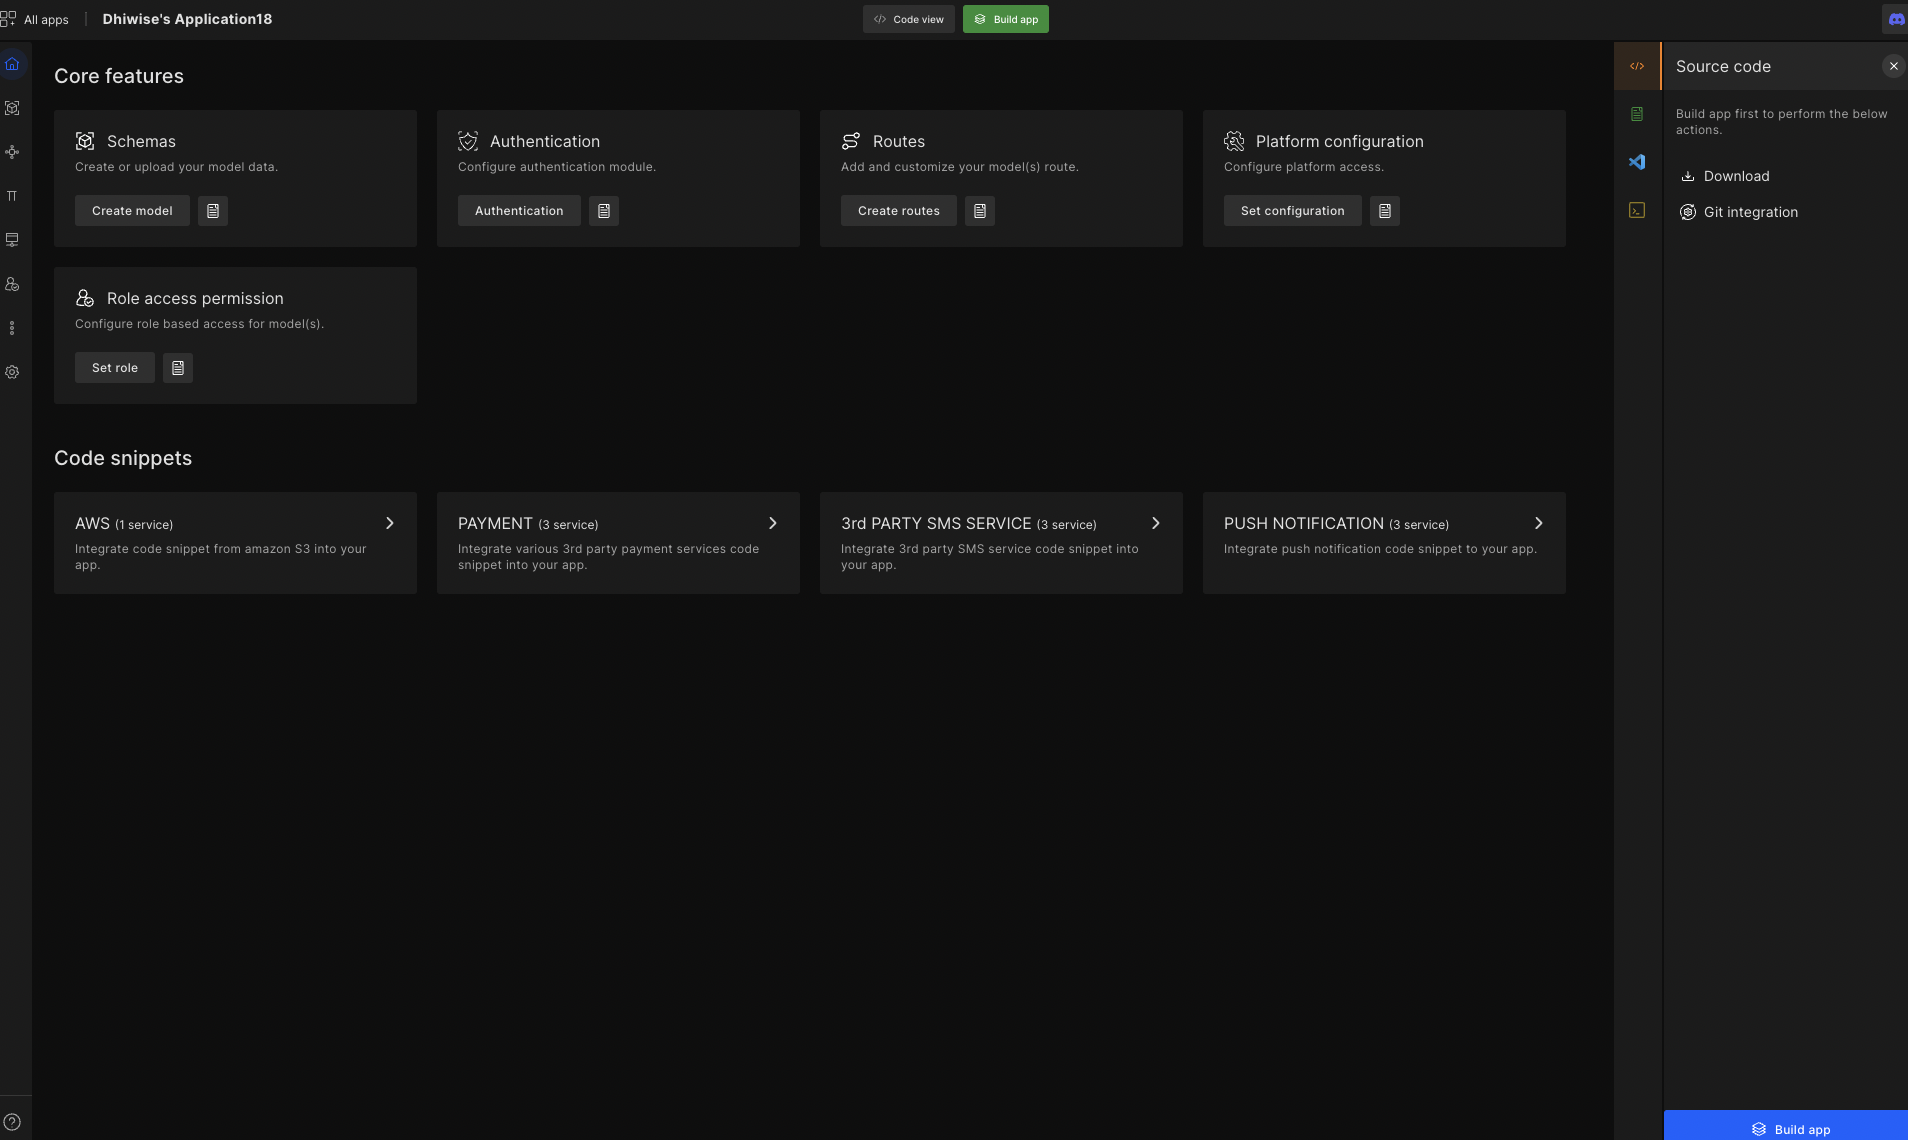 All apps
Dhiwise's Application18
Code view
Build app
Core features
Schemas
Create or upload your model data.
Create model
Authentication
Configure authentication module.
Authentication
Routes
Add and customize your model(s) route.
Create routes
Platform configuration
Configure platform access.
Set configuration
Role access permission
Configure role based access for model(s).
Set role
Code snippets
AWS (1 service)
Integrate code snippet from amazon S3 into your
app.
PAYMENT (3 service)
Integrate various 3rd party payment services code
snippet into your app.
3rd PARTY SMS SERVICE (3 service)
Integrate 3rd party SMS service code snippet into
your app.
PUSH NOTIFICATION (3 service)
Integrate push notification code snippet to your app.
Source code
Build app first to perform the below
actions.
Download
Git integration
Build app